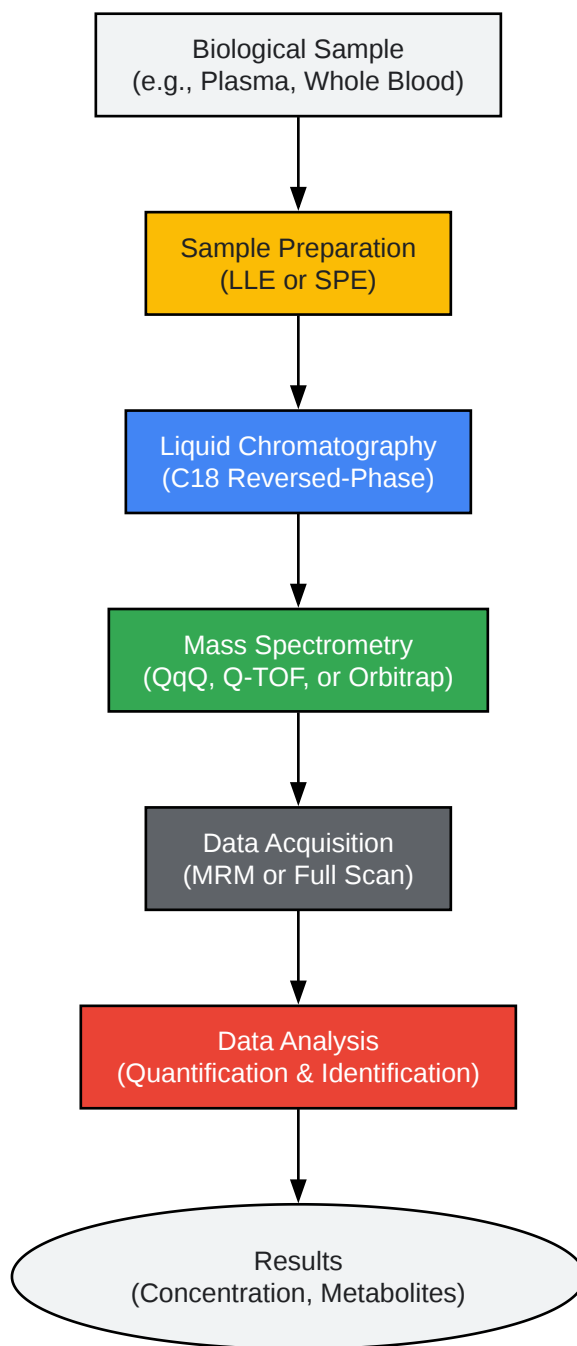 Biological Sample
(e.g., Plasma, Whole Blood)
Sample Preparation
(LLE or SPE)
Liquid Chromatography
(C18 Reversed-Phase)
Mass Spectrometry
(QqQ, Q-TOF, or Orbitrap)
Data Acquisition
(MRM or Full Scan)
Data Analysis
(Quantification & Identification)
Results
(Concentration, Metabolites)